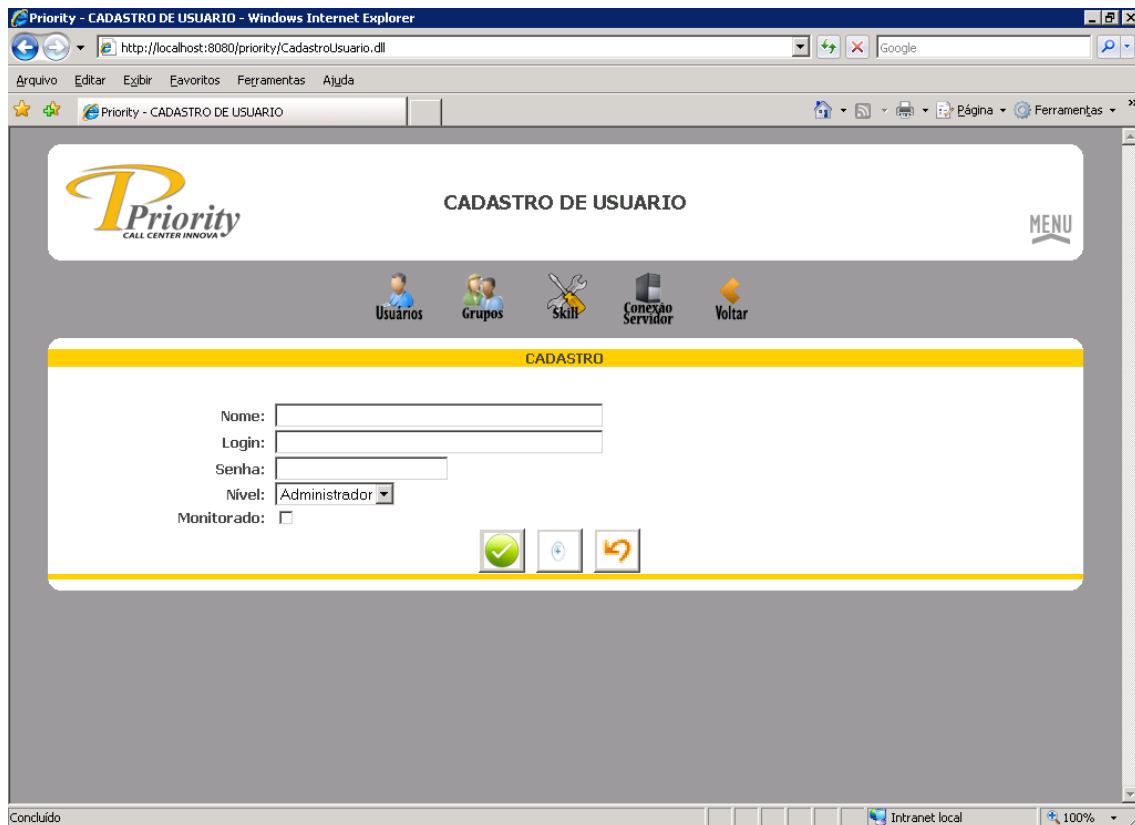 Priority - CADASTRO DE USUARIO - Windows Internet Explorer
http://localhost:8080/priority/CadastroUsuario.dll
Google
Arquivo Editar Exibir Favoritos Ferramentas Ajuda
Priority - CADASTRO DE USUARIO
Página Ferramentas
Priority
CALL CENTER INNOVA
CADASTRO DE USUARIO
MENU
Usuários Grupos Skill Conexão Servidor Voltar
CADASTRO
Nome:
Login:
Senha:
Nível: Administrador
Monitorado:
Concluído Intranet local 100%